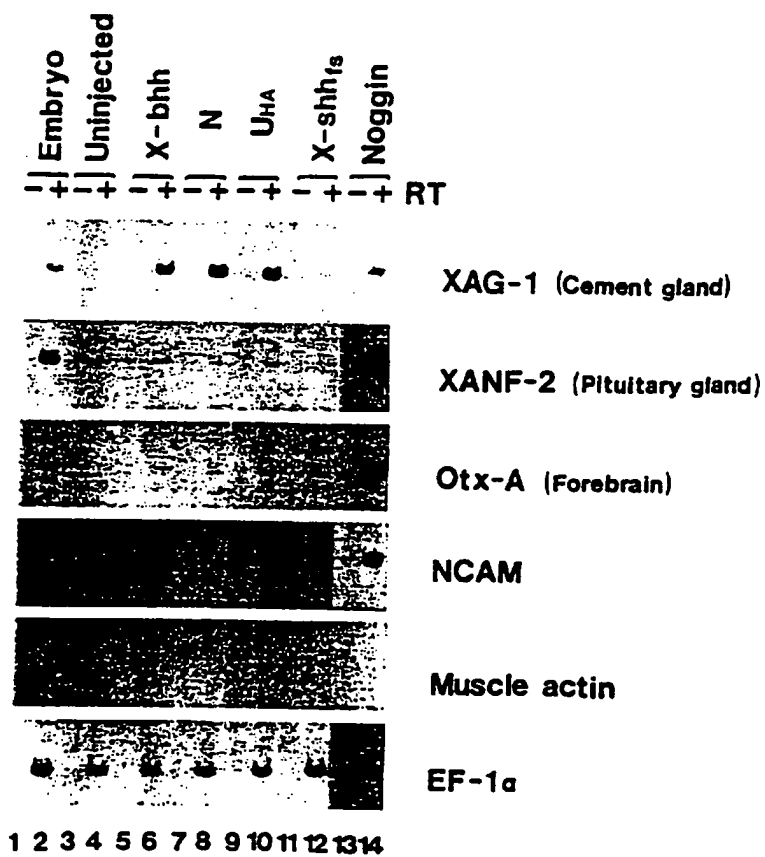 Embryo
Uninjected
X-bhh
N
UHA
X-shhfs
Noggin
- + - + - + - + - + - + - + RT
XAG-1 (Cement gland)
XANF-2 (Pituitary gland)
Otx-A (Forebrain)
NCAM
Muscle actin
EF-1α
1 2 3 4 5 6 7 8 9 10 11 12 13 14